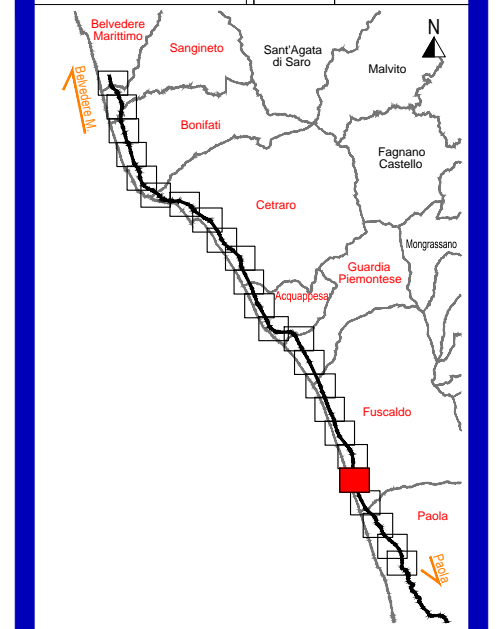 Belvedere
Marittimo
Sangineto
Sant'Agata
di Saro
N
Malvito
Belvedere M.
Bonifati
Fagnano
Castello
Cetraro
Mongrassano
Guardia
Piemontese
Acquappesa
Fuscaldo
Paola
Paola